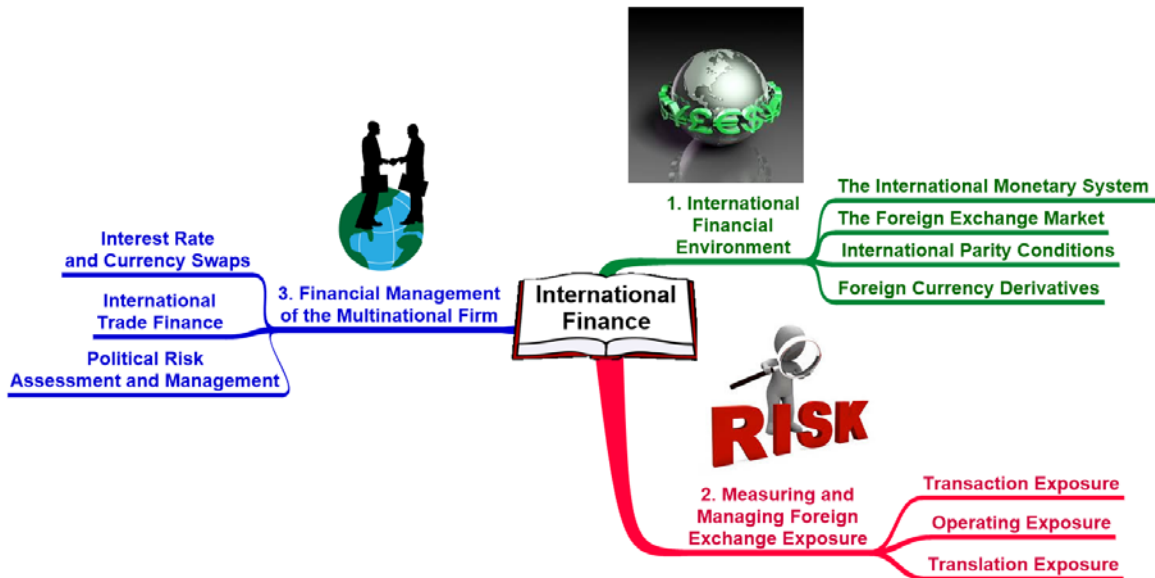 International
Finance
1. International
Financial
Environment
The International Monetary System
The Foreign Exchange Market
International Parity Conditions
Foreign Currency Derivatives
RISK
2. Measuring and
Managing Foreign
Exchange Exposure
Transaction Exposure
Operating Exposure
Translation Exposure
3. Financial Management
of the Multinational Firm
Interest Rate
and Currency Swaps
International
Trade Finance
Political Risk
Assessment and Management